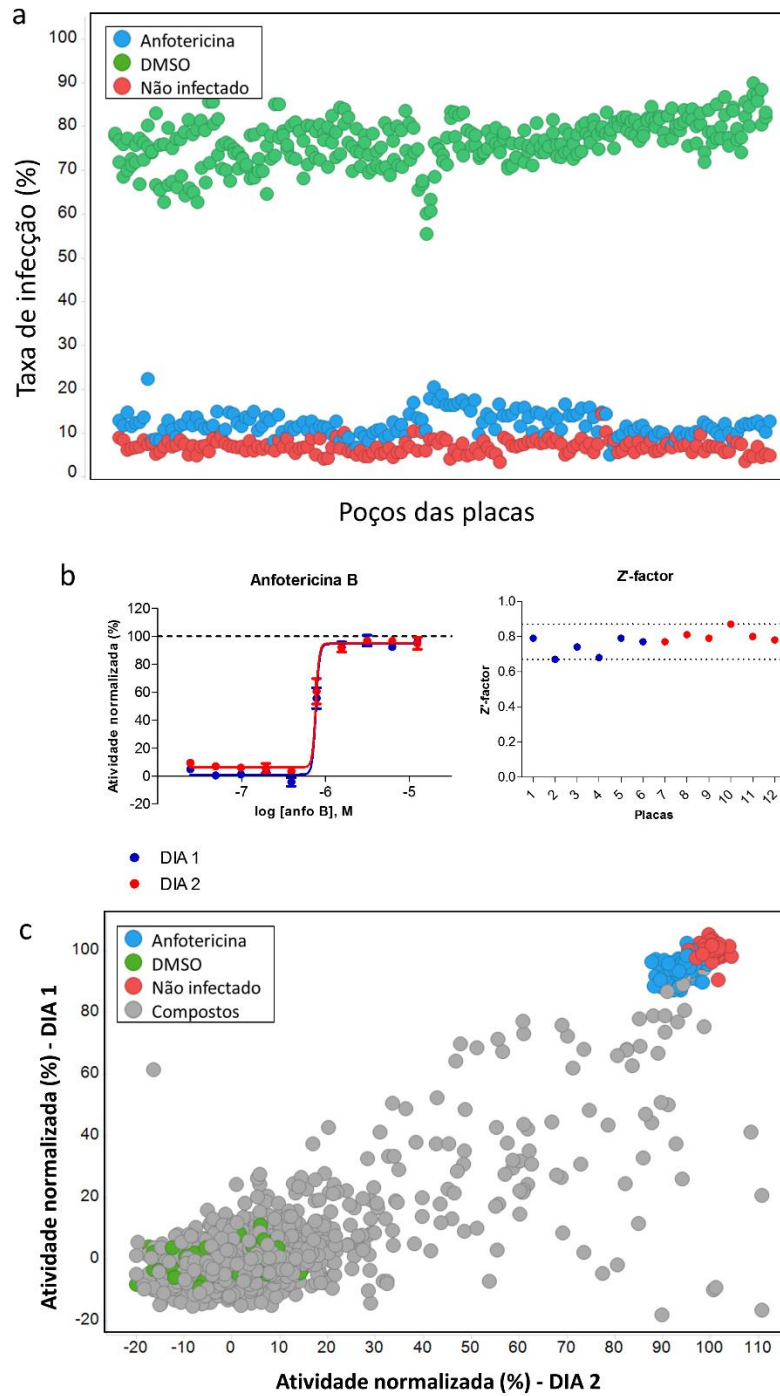 a
Anfotericina
DMSO
Não infectado
Taxa de infecção (%)
100
90
80
70
60
50
40
30
20
10
0
Poços das placas
b
Anfotericina B
Atividade normalizada (%)
120
100
80
60
40
20
0
-20
-7
-6
-5
log [anfo B], M
Z'-factor
Z'-factor
1.0
0.8
0.6
0.4
0.2
0.0
1
2
3
4
5
6
7
8
9
10
11
12
Placas
DIA 1
DIA 2
c
Anfotericina
DMSO
Não infectado
Compostos
Atividade normalizada (%) - DIA 1
100
80
60
40
20
0
-20
-20
-10
0
10
20
30
40
50
60
70
80
90
100
110
Atividade normalizada (%) - DIA 2